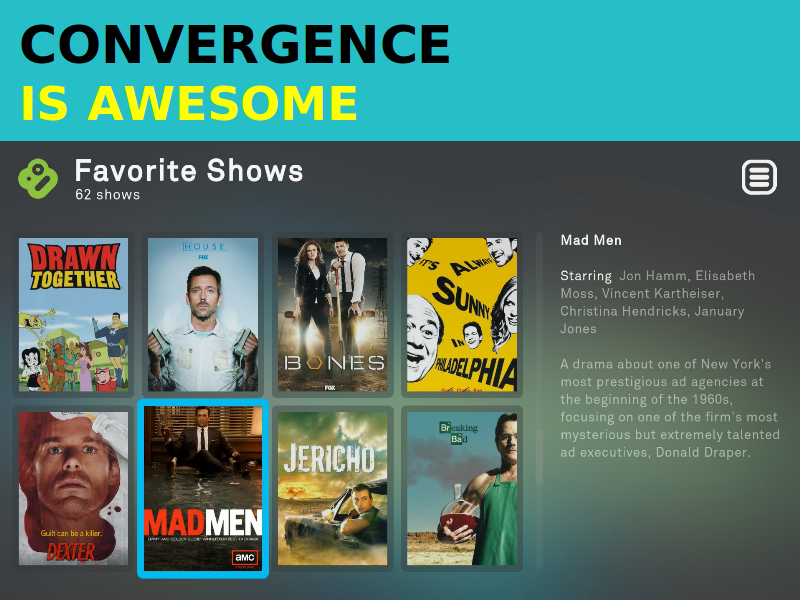 CONVERGENCE
IS AWESOME
Favorite Shows
62 shows
DRAWN
TOGETHER
HOUSE
FOX
BONES
FOX
IT'S ALWAYS
SUNNY
IN
PHILADELPHIA
Guilt can be a killer.
DEXTER
MADMEN
amc
JERICHO
Breaking
Bad
Mad Men
Starring Jon Hamm, Elisabeth
Moss, Vincent Kartheiser,
Christina Hendricks, January
Jones
A drama about one of New York's
most prestigious ad agencies at
the beginning of the 1960s,
focusing on one of the firm's most
mysterious but extremely talented
ad executives, Donald Draper.